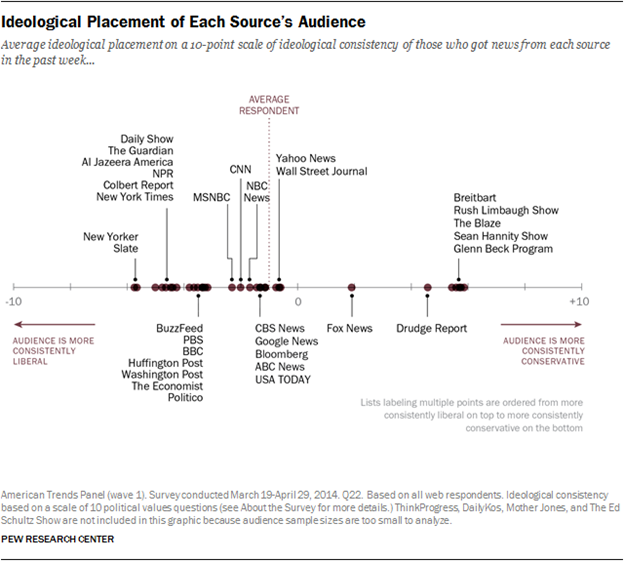 Ideological Placement of Each Source's Audience
Average ideological placement on a 10-point scale of ideological consistency of those who got news from each source
in the past week...
AVERAGE
RESPONDENT
Daily Show
The Guardian
Al Jazeera America
NPR
Colbert Report
New York Times
New Yorker
Slate
MSNBC
CNN
NBC
News
Yahoo News
Wall Street Journal
Breitbart
Rush Limbaugh Show
The Blaze
Sean Hannity Show
Glenn Beck Program
-10
0
+10
AUDIENCE IS MORE
CONSISTENTLY
LIBERAL
BuzzFeed
PBS
BBC
Huffington Post
Washington Post
The Economist
Politico
CBS News
Google News
Bloomberg
ABC News
USA TODAY
Fox News
Drudge Report
AUDIENCE IS MORE
CONSISTENTLY
CONSERVATIVE
Lists labeling multiple points are ordered from more
consistently liberal on top to more consistently
conservative on the bottom
American Trends Panel (wave 1). Survey conducted March 19-April 29, 2014. Q22. Based on all web respondents. Ideological consistency
based on a scale of 10 political values questions (see About the Survey for more details.) ThinkProgress, DailyKos, Mother Jones, and The Ed
Schultz Show are not included in this graphic because audience sample sizes are too small to analyze.
PEW RESEARCH CENTER